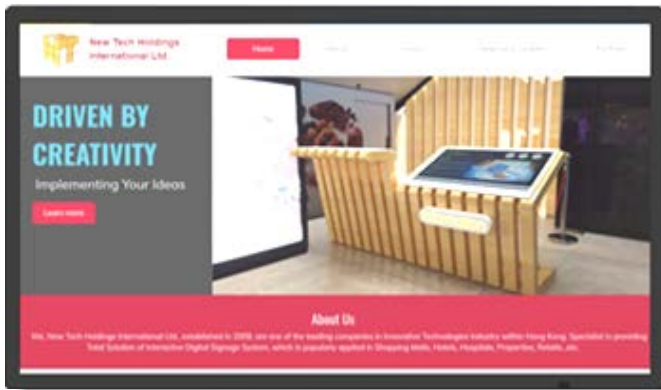 New Tech Holdings
International Ltd.
Home
DRIVEN BY
CREATIVITY
Implementing Your Ideas
Learn more
About Us
We, New Tech Holdings International Ltd., established in 2009, are one of the leading companies in Innovative Technologies Industry within Hong Kong. Specialist in providing
Total Solution of Interactive Digital Signage System, which is popularly applied in Shopping Malls, Hotels, Hospitals, Properties, Retails, etc.